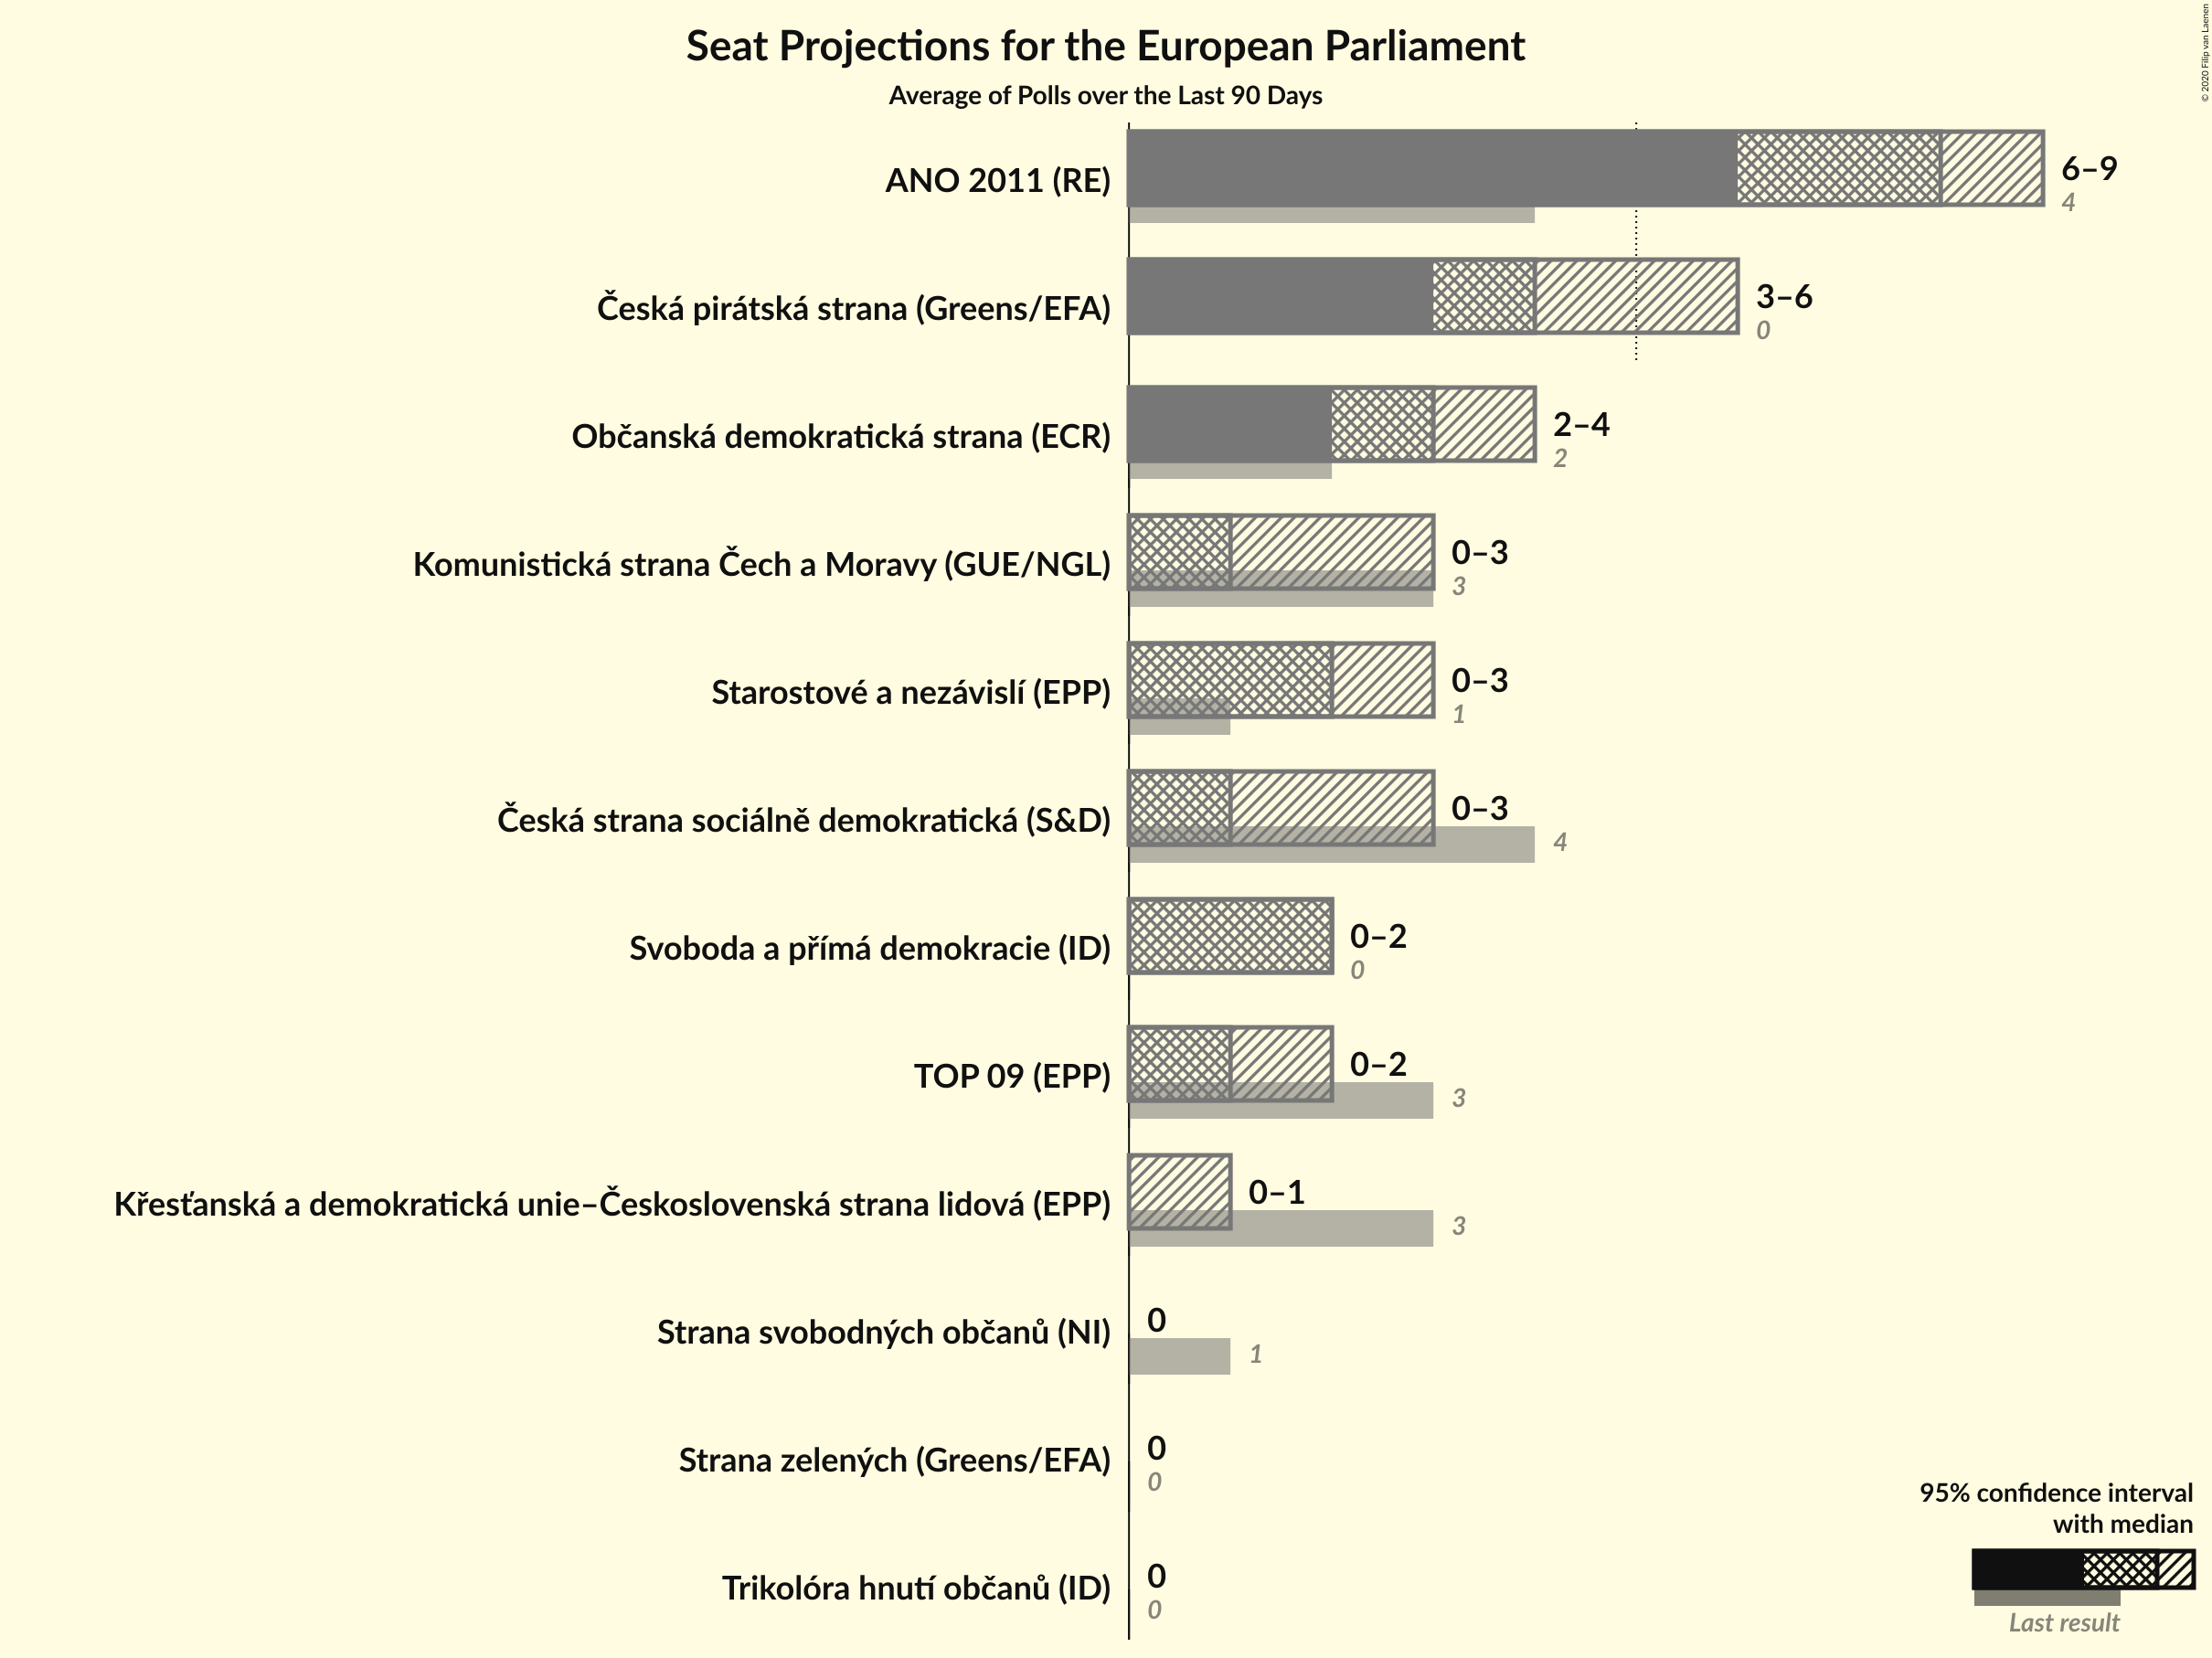 Seat Projections for the European Parliament
Average of Polls over the Last 90 Days
© 2020 Filip van Laenen
ANO 2011 (RE)
6–9
4
Česká pirátská strana (Greens/EFA)
3–6
0
Občanská demokratická strana (ECR)
2–4
2
Komunistická strana Čech a Moravy (GUE/NGL)
0–3
3
Starostové a nezávislí (EPP)
0–3
1
Česká strana sociálně demokratická (S&D)
0–3
4
Svoboda a přímá demokracie (ID)
0–2
0
TOP 09 (EPP)
0–2
3
Křesťanská a demokratická unie–Československá strana lidová (EPP)
0–1
3
Strana svobodných občanů (NI)
0
1
Strana zelených (Greens/EFA)
0
0
Trikolóra hnutí občanů (ID)
0
0
95% confidence interval
with median
Last result